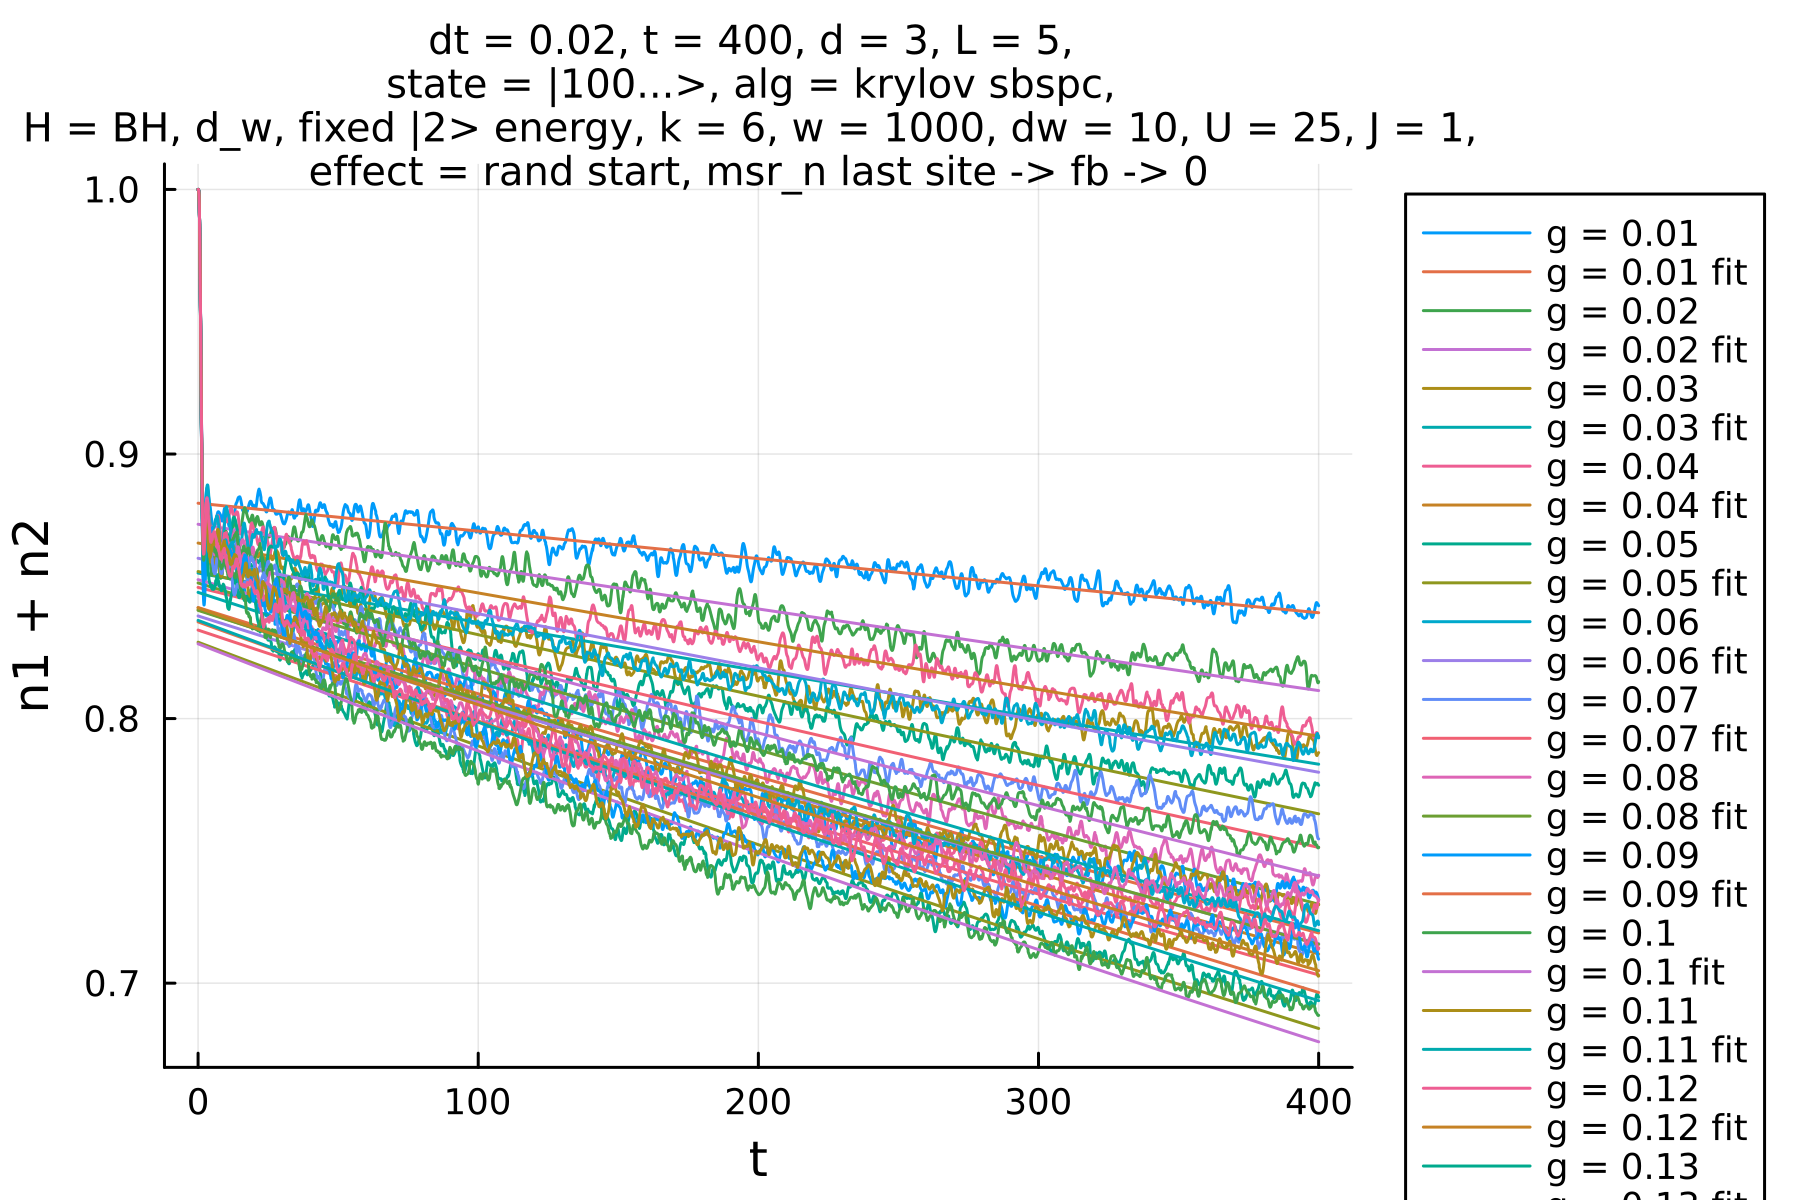 dt = 0.02, t = 400, d = 3, L = 5,
state = |100...>, alg = krylov sbspc,
H = BH, d_w, fixed |2> energy, k = 6, w = 1000, dw = 10, U = 25, J = 1,
effect = rand start, msr_n last site -> fb -> 0
1.0
0.9
0.8
0.7
n1 + n2
0
100
200
300
400
t
g = 0.01
g = 0.01 fit
g = 0.02
g = 0.02 fit
g = 0.03
g = 0.03 fit
g = 0.04
g = 0.04 fit
g = 0.05
g = 0.05 fit
g = 0.06
g = 0.06 fit
g = 0.07
g = 0.07 fit
g = 0.08
g = 0.08 fit
g = 0.09
g = 0.09 fit
g = 0.1
g = 0.1 fit
g = 0.11
g = 0.11 fit
g = 0.12
g = 0.12 fit
g = 0.13